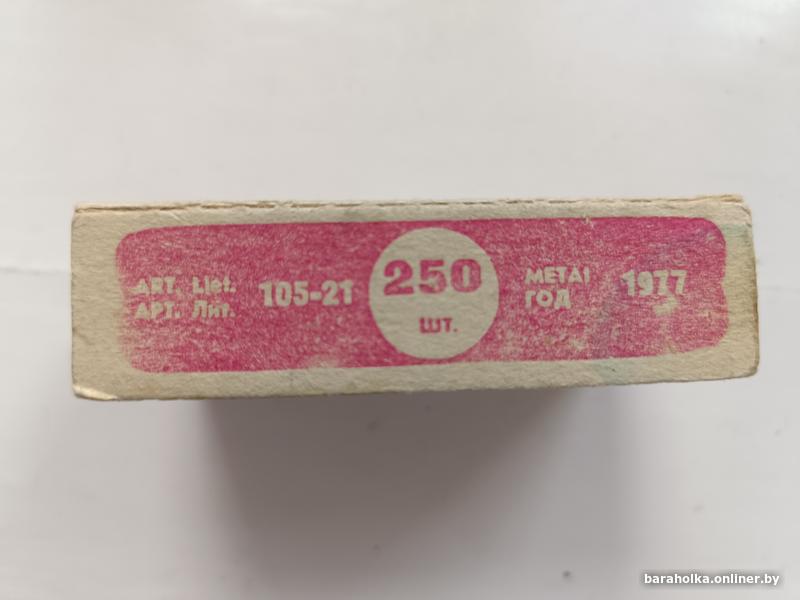 ART. Liet.
АРТ. Лит.
105-21
250
шт.
METAI
ГОД
1977
baraholka.onliner.by